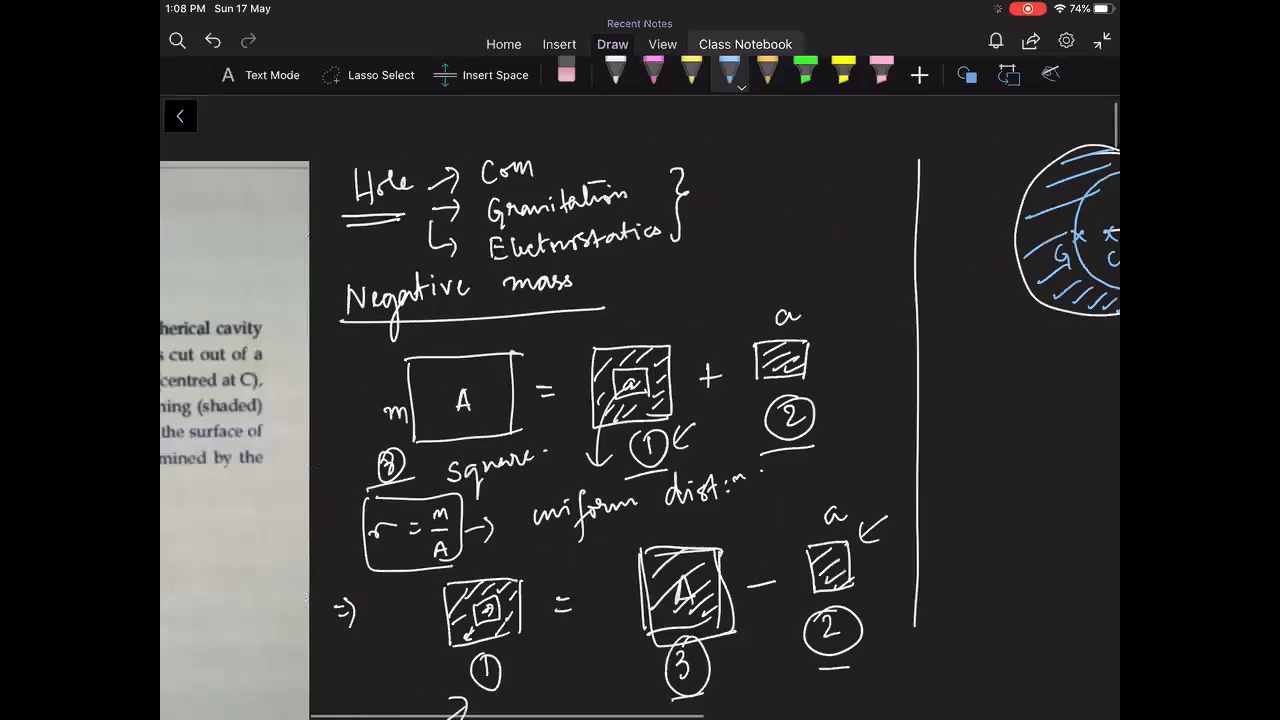 1:08 PM Sun 17 May
74%
Recent Notes
Home Insert Draw View Class Notebook
Text Mode Lasso Select Insert Space
Hole → Com
→ Gravitation
→ Electrostatics
Negative mass
herical cavity
s cut out of a
centred at C),
ning (shaded)
the surface of
mined by the
a
m A = a +
① ②
③ square.
σ = m/A → uniform distn.
a
⇒ a = A −
① ③ ②
G C